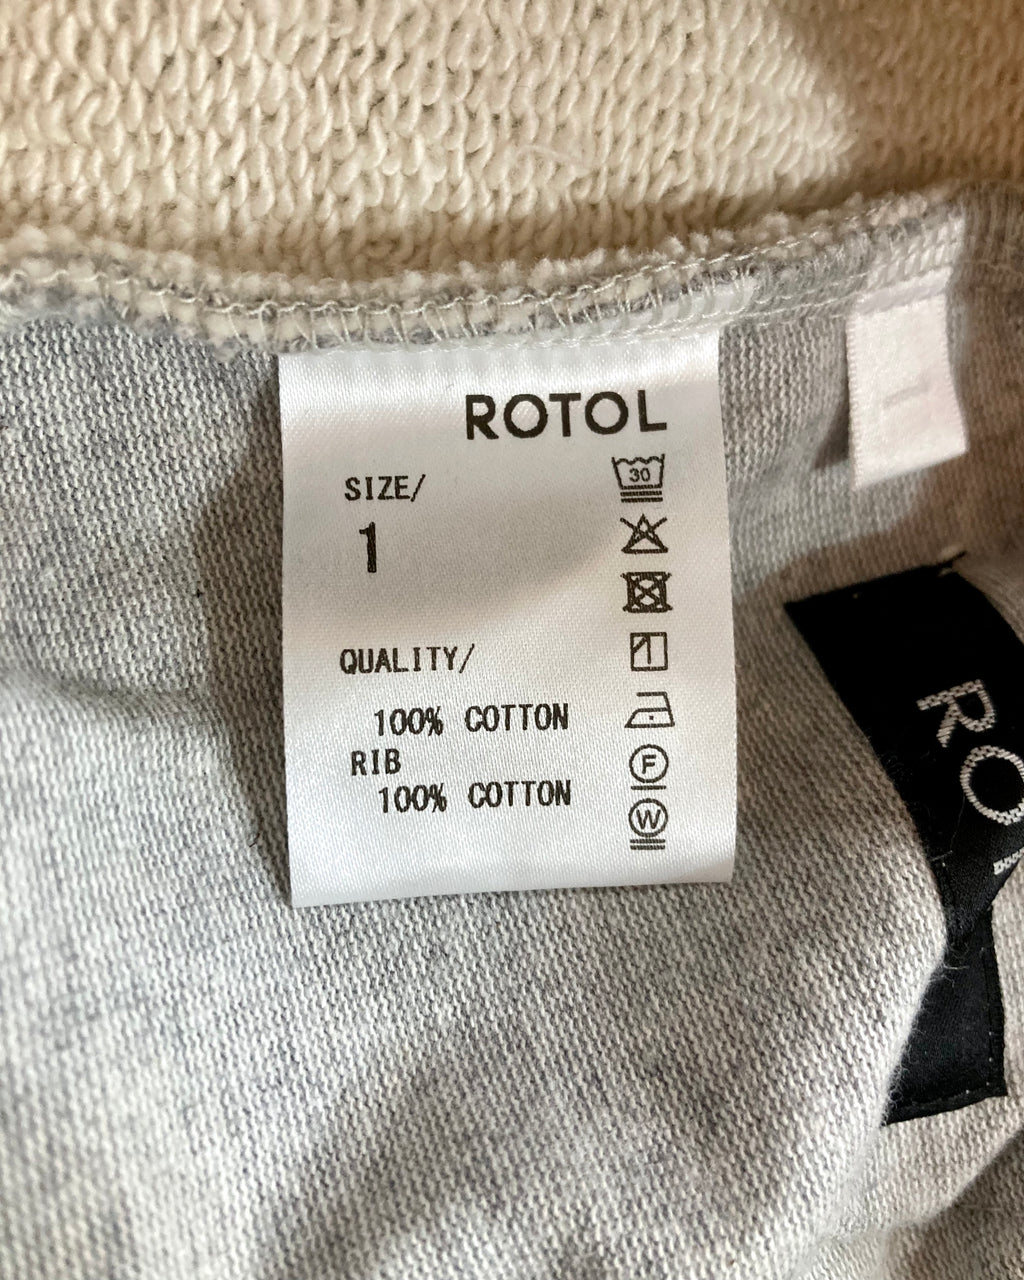 ROTOL
SIZE/
30
1
QUALITY/
100% COTTON
RIB
100% COTTON
F
W
RO